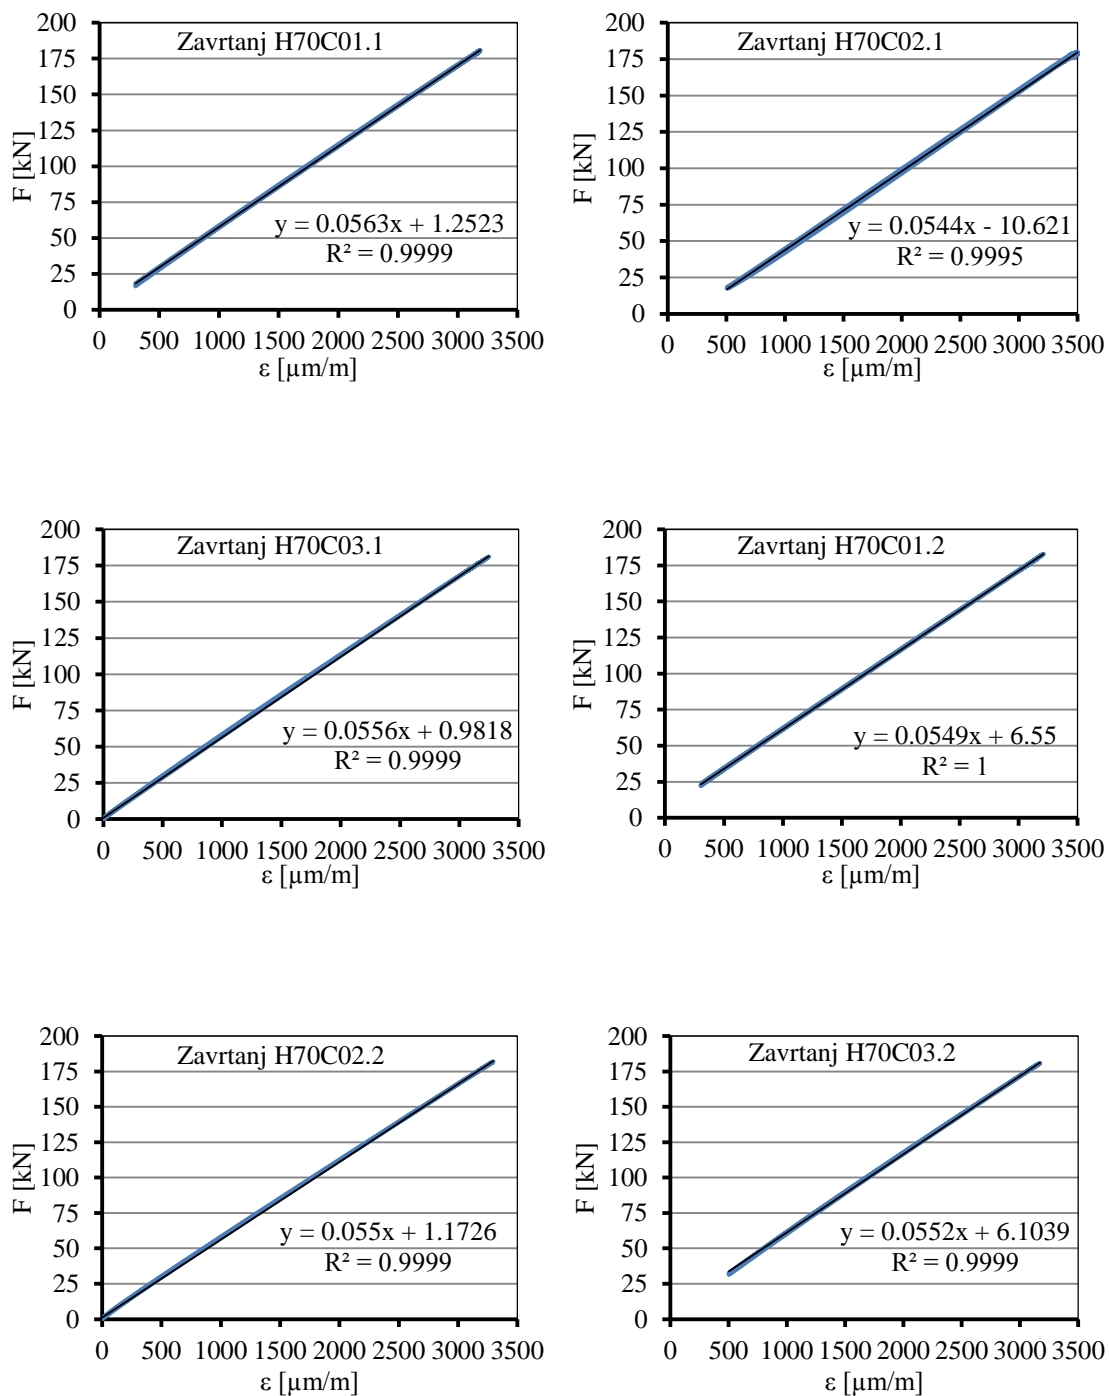 Zavrtanj H70C01.1
200
175
150
125
100
75
50
25
0
F [kN]
y = 0.0563x + 1.2523
R² = 0.9999
0 500 1000 1500 2000 2500 3000 3500
ε [µm/m]
Zavrtanj H70C02.1
200
175
150
125
100
75
50
25
0
F [kN]
y = 0.0544x - 10.621
R² = 0.9995
0 500 1000 1500 2000 2500 3000 3500
ε [µm/m]
Zavrtanj H70C03.1
200
175
150
125
100
75
50
25
0
F [kN]
y = 0.0556x + 0.9818
R² = 0.9999
0 500 1000 1500 2000 2500 3000 3500
ε [µm/m]
Zavrtanj H70C01.2
200
175
150
125
100
75
50
25
0
F [kN]
y = 0.0549x + 6.55
R² = 1
0 500 1000 1500 2000 2500 3000 3500
ε [µm/m]
Zavrtanj H70C02.2
200
175
150
125
100
75
50
25
0
F [kN]
y = 0.055x + 1.1726
R² = 0.9999
0 500 1000 1500 2000 2500 3000 3500
ε [µm/m]
Zavrtanj H70C03.2
200
175
150
125
100
75
50
25
0
F [kN]
y = 0.0552x + 6.1039
R² = 0.9999
0 500 1000 1500 2000 2500 3000 3500
ε [µm/m]